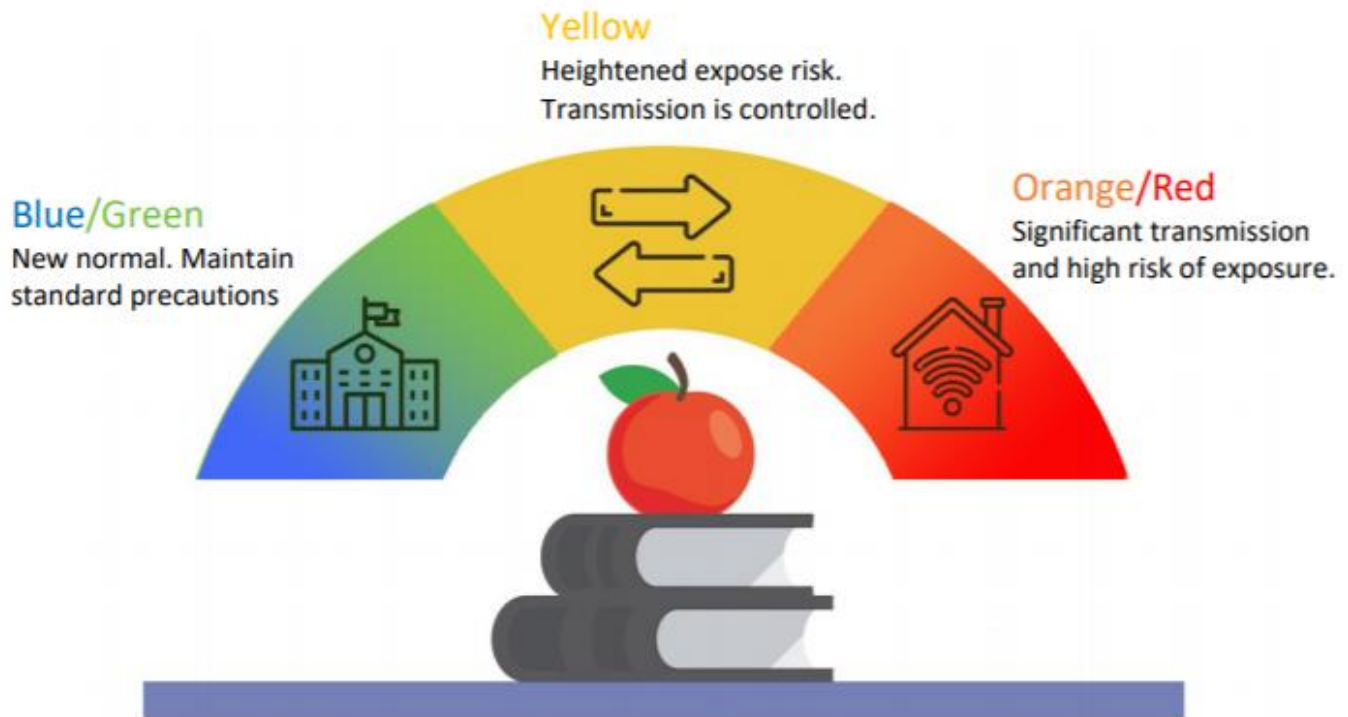 Yellow
Heightened expose risk.
Transmission is controlled.
Blue/Green
New normal. Maintain
standard precautions
Orange/Red
Significant transmission
and high risk of exposure.